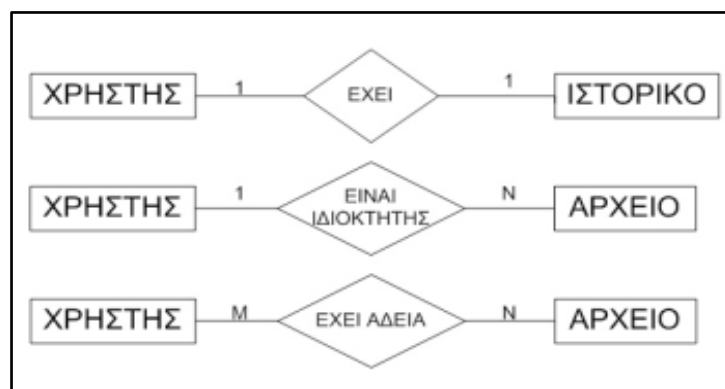 ΧΡΗΣΤΗΣ 1 ΕΧΕΙ 1 ΙΣΤΟΡΙΚΟ
ΧΡΗΣΤΗΣ 1 ΕΙΝΑΙ ΙΔΙΟΚΤΗΤΗΣ N ΑΡΧΕΙΟ
ΧΡΗΣΤΗΣ M ΕΧΕΙ ΑΔΕΙΑ N ΑΡΧΕΙΟ